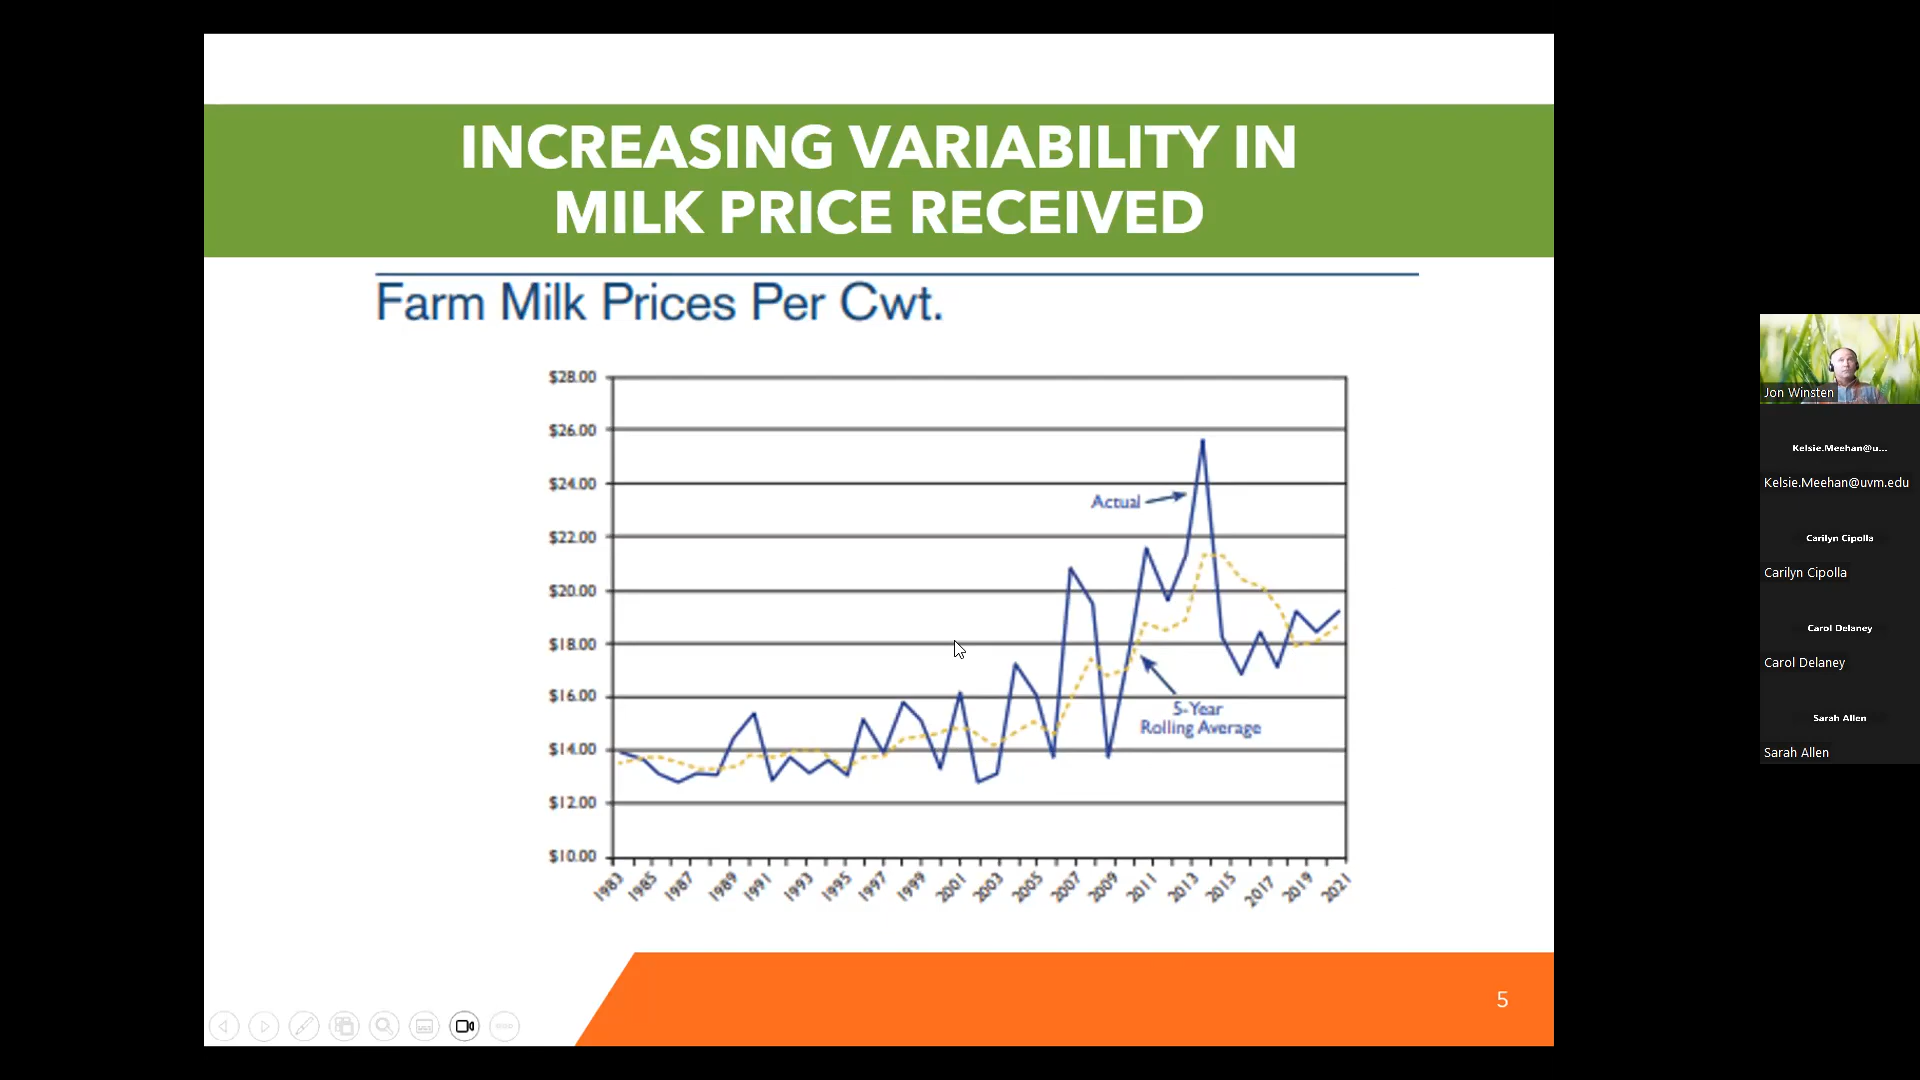 INCREASING VARIABILITY IN
MILK PRICE RECEIVED
Farm Milk Prices Per Cwt.
$28.00
$26.00
$24.00
$22.00
$20.00
$18.00
$16.00
$14.00
$12.00
$10.00
Actual
5-Year
Rolling Average
1983 1985 1987 1989 1991 1993 1995 1997 1999 2001 2003 2005 2007 2009 2011 2013 2015 2017 2019 2021
5
Jon Winsten
Kelsie.Meehan@u...
Kelsie.Meehan@uvm.edu
Carilyn Cipolla
Carilyn Cipolla
Carol Delaney
Carol Delaney
Sarah Allen
Sarah Allen